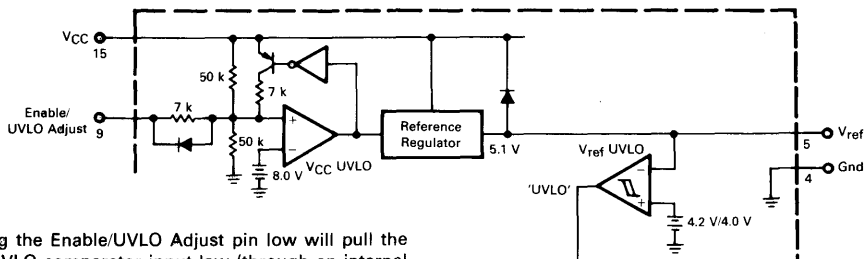 VCC
15
50 k
7 k
Enable/
UVLO Adjust
9
7 k
50 k
+
−
8.0 V
VCC UVLO
Reference
Regulator
5.1 V
Vref UVLO
'UVLO'
−
+
4.2 V/4.0 V
Vref
5
Gnd
4
g the Enable/UVLO Adjust pin low will pull the
VLO comparator input low (through an internal